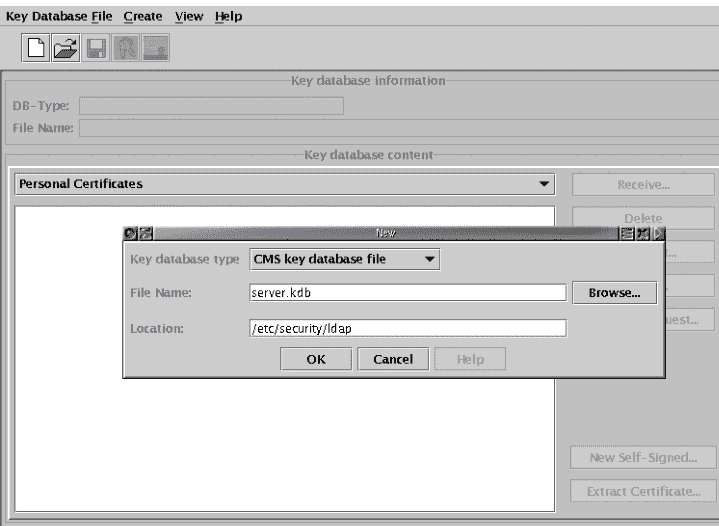 Key Database File Create View Help
Key database information
DB-Type:
File Name:
Key database content
Personal Certificates
Receive...
Delete
New
Key database type CMS key database file
File Name: server.kdb Browse...
Location: /etc/security/ldap
OK Cancel Help
New Self-Signed...
Extract Certificate...